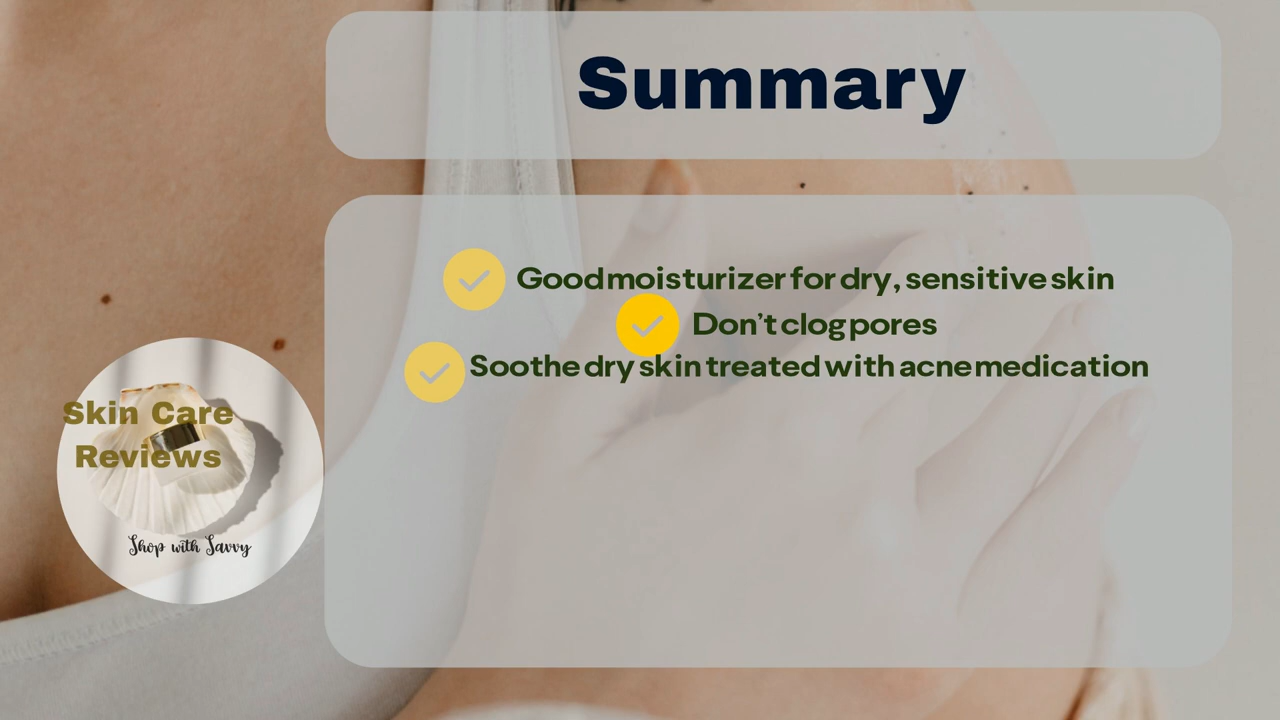 Summary
Good moisturizer for dry, sensitive skin
Don't clog pores
Soothe dry skin treated with acne medication
Skin Care
Reviews
Shop with Savvy